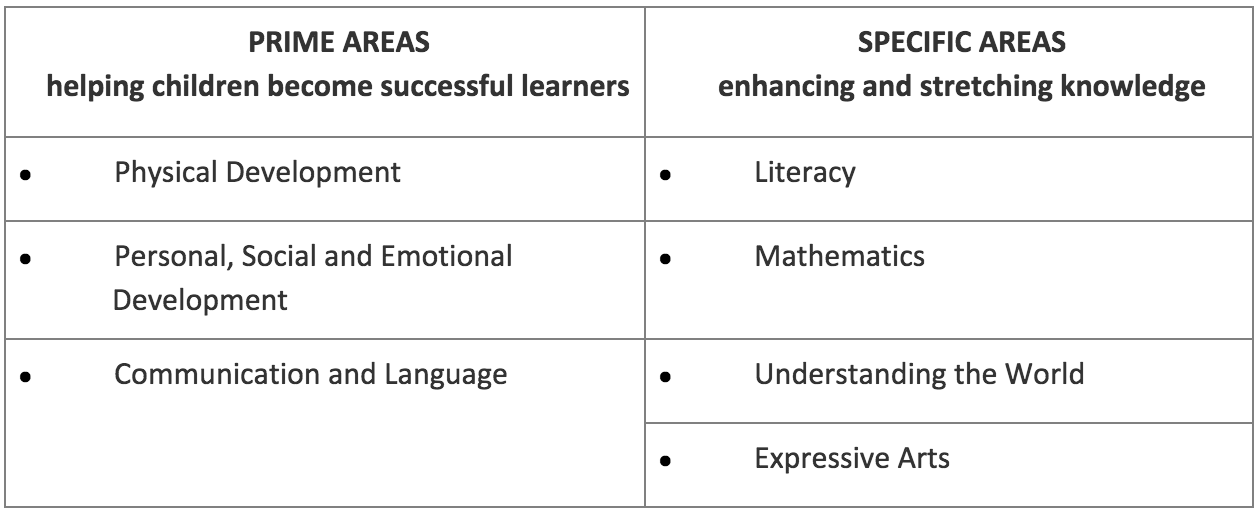 PRIME AREAS
helping children become successful learners
SPECIFIC AREAS
enhancing and stretching knowledge
• Physical Development
• Literacy
• Personal, Social and Emotional
Development
• Mathematics
• Communication and Language
• Understanding the World
• Expressive Arts